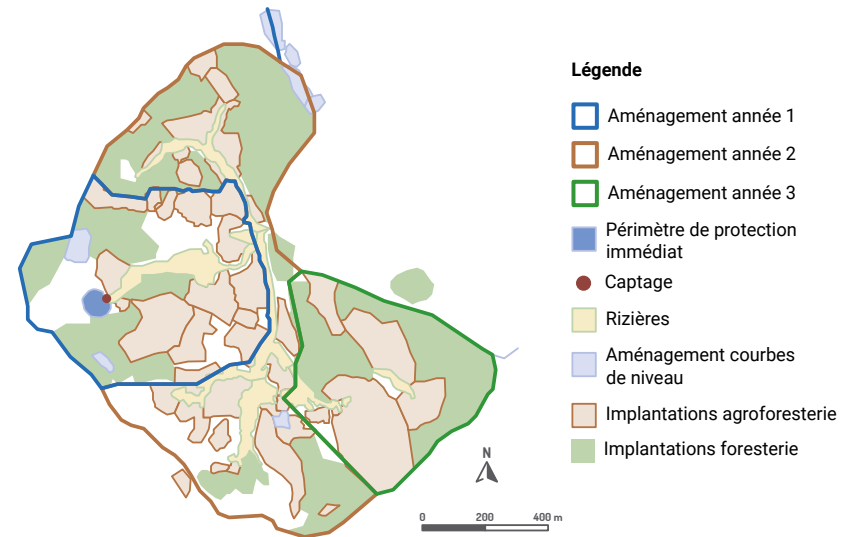 Légende
Aménagement année 1
Aménagement année 2
Aménagement année 3
Périmètre de protection
immédiat
Captage
Rizières
Aménagement courbes
de niveau
Implantations agroforesterie
Implantations foresterie
N
0 200 400 m